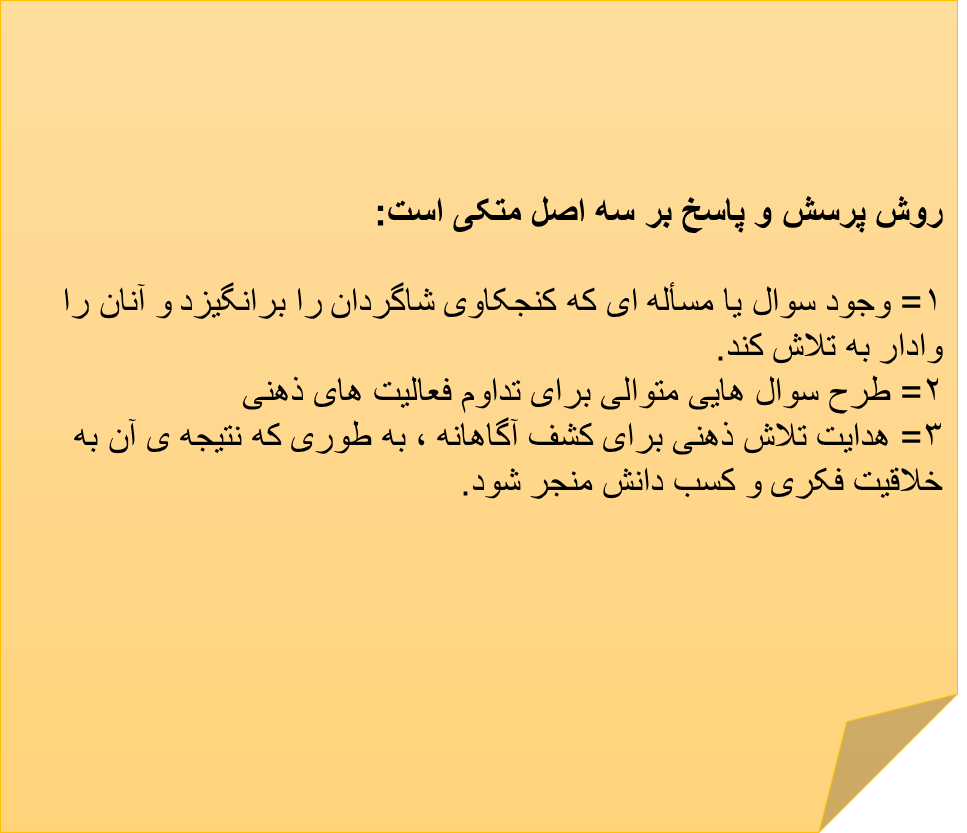 روش پرسش و پاسخ بر سه اصل متکی است:
۱= وجود سوال یا مسأله ای که کنجکاوی شاگردان را برانگیزد و آنان را
وادار به تلاش کند.
۲= طرح سوال هایی متوالی برای تداوم فعالیت های ذهنی
۳= هدایت تلاش ذهنی برای کشف آگاهانه ، به طوری که نتیجه ی آن به
خلاقیت فکری و کسب دانش منجر شود.